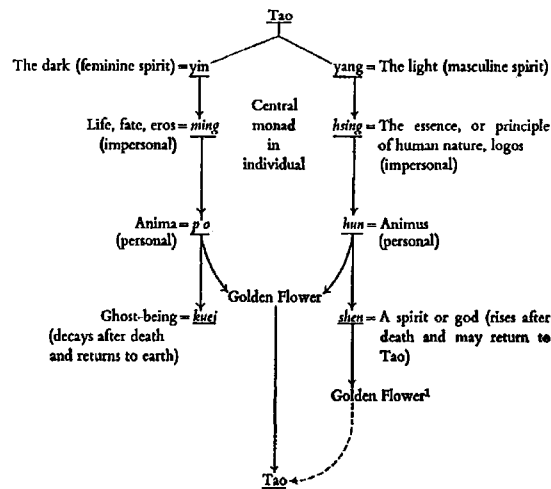 Tao
The dark (feminine spirit) = yin
yang = The light (masculine spirit)
Central
monad
in
individual
Life, fate, eros = ming
(impersonal)
hsing = The essence, or principle
of human nature, logos
(impersonal)
Anima = p'o
(personal)
hun = Animus
(personal)
Golden Flower
Ghost-being = kuei
(decays after death
and returns to earth)
shen = A spirit or god (rises after
death and may return to
Tao)
Golden Flower¹
Tao